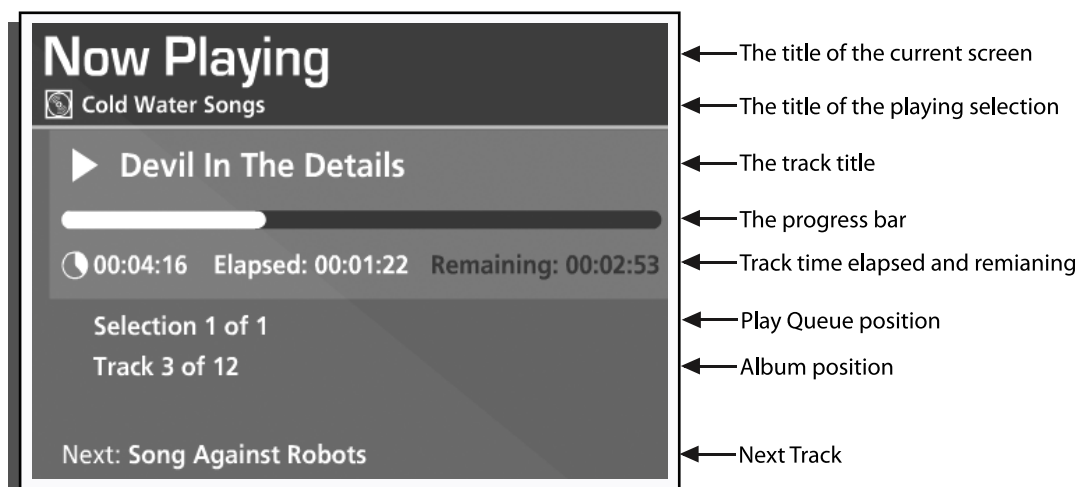 Now Playing
The title of the current screen
Cold Water Songs
The title of the playing selection
Devil In The Details
The track title
The progress bar
00:04:16 Elapsed: 00:01:22 Remaining: 00:02:53
Track time elapsed and remianing
Selection 1 of 1
Play Queue position
Track 3 of 12
Album position
Next: Song Against Robots
Next Track